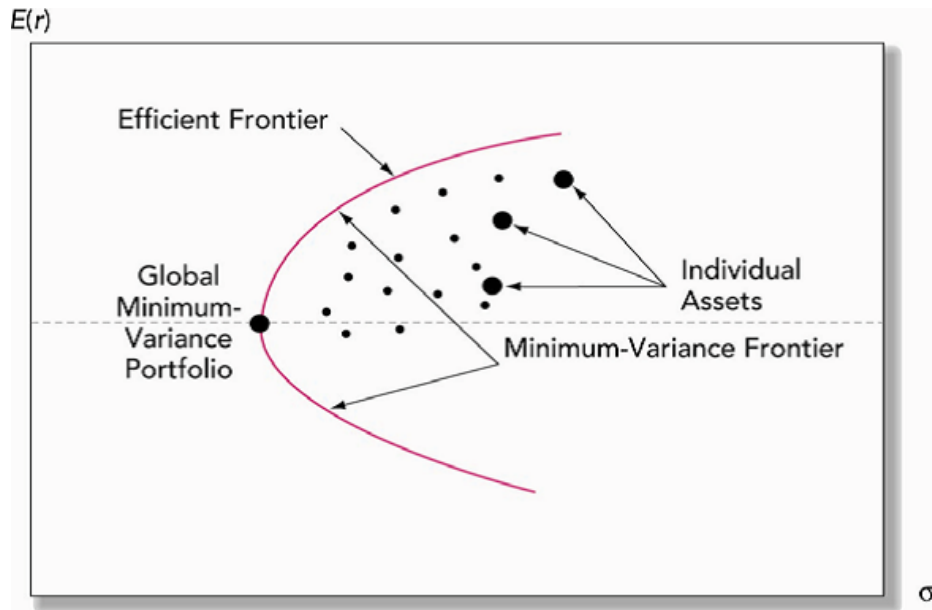 E(r)
Efficient Frontier
Global
Minimum-
Variance
Portfolio
Individual
Assets
Minimum-Variance Frontier
σ